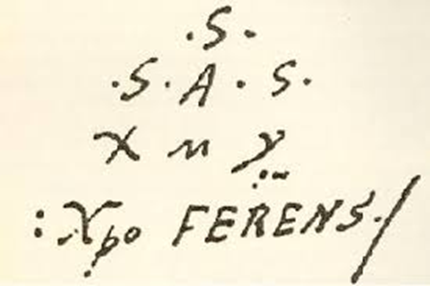 .S.
.S.A.S.
X M Y
:Xpo FERENS./